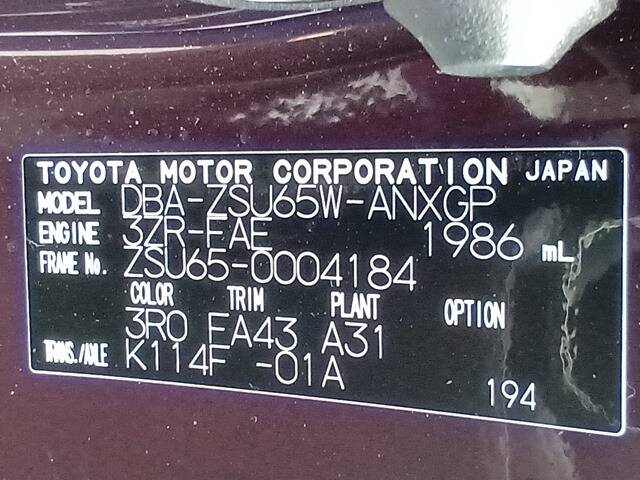 TOYOTA MOTOR CORPORATION JAPAN
MODEL DBA-ZSU65W-ANXGP
ENGINE 3ZR-FAE 1986 mL
FRAME No. ZSU65-0004184
COLOR TRIM PLANT OPTION
3R0 EA43 A31
TRANS./AXLE K114F -01A
194